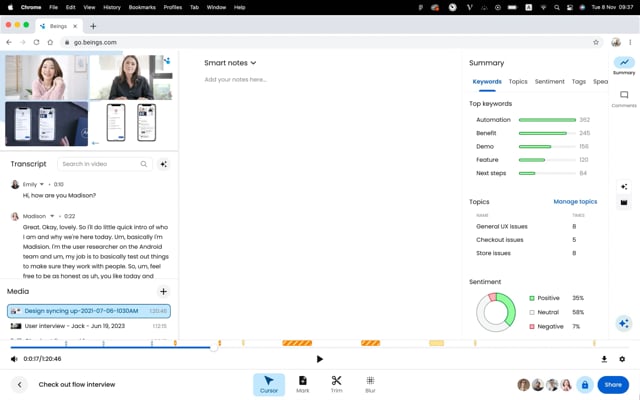 Chrome File Edit View History Bookmarks Profiles Tab Window Help
A
Tue 8 Nov 09:37
Beings
go.beings.com
Smart notes
Add your notes here...
Transcript
Search in video
Emily • 0:10
Hi, how are you Madison?
Madison • 0:22
Great. Okay, lovely. So I'll do little quick intro of who
I am and why we're here today. Um, basically I'm
Madision. I'm the user researcher on the Android
team and um, my job is to basically test out things
to make sure they work with people. So, um, feel
free to be as honest as uh, you like today and
Media
Design syncing up-2021-07-06-1030AM 1:20:46
User interview - Jack - Jun 19, 2023 1:12:15
Summary
Keywords Topics Sentiment Tags Spea
Top keywords
Automation 362
Benefit 245
Demo 156
Feature 120
Next steps 84
Topics Manage topics
NAME TIMES
General UX issues 8
Checkout issues 5
Store issues 8
Sentiment
Positive 35%
Neutral 58%
Negative 7%
Summary
Comments
0:0:17/1:20:46
Check out flow interview
Cursor
Mark
Trim
Blur
Share